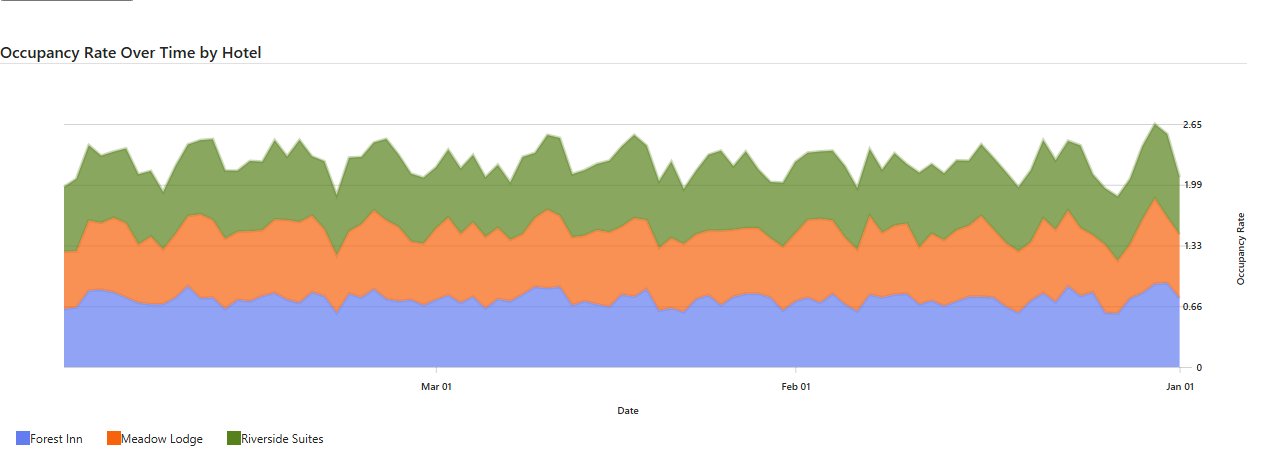 Occupancy Rate Over Time by Hotel
2.65
1.99
1.33
0.66
0
Occupancy Rate
Mar 01
Feb 01
Jan 01
Date
Forest Inn
Meadow Lodge
Riverside Suites